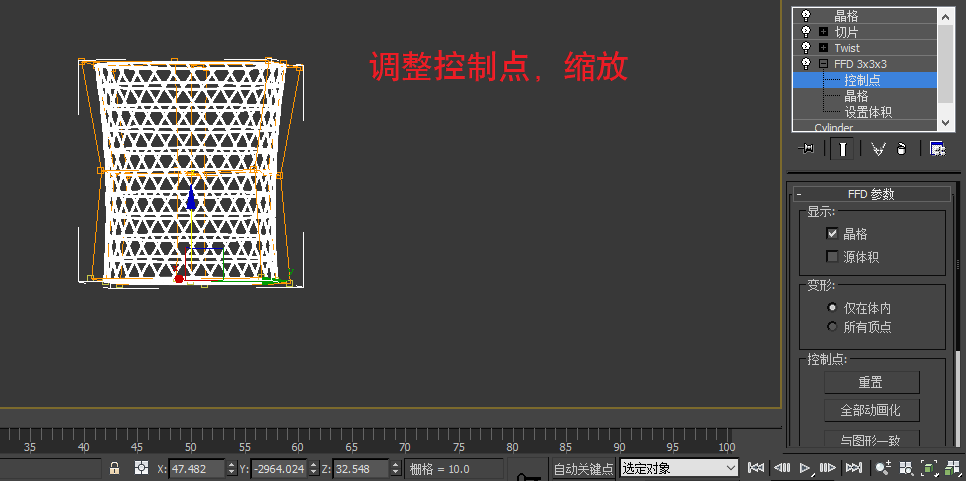 调整控制点，缩放
晶格
切片
Twist
FFD 3x3x3
控制点
晶格
设置体积
Cylinder
- FFD 参数
显示:
晶格
源体积
变形:
仅在体内
所有顶点
控制点:
重置
全部动画化
与图形一致
35 40 45 50 55 60 65 70 75 80 85 90 95 100
X: 47.482 Y: -2964.024 Z: 32.548 栅格 = 10.0 自动关键点 选定对象